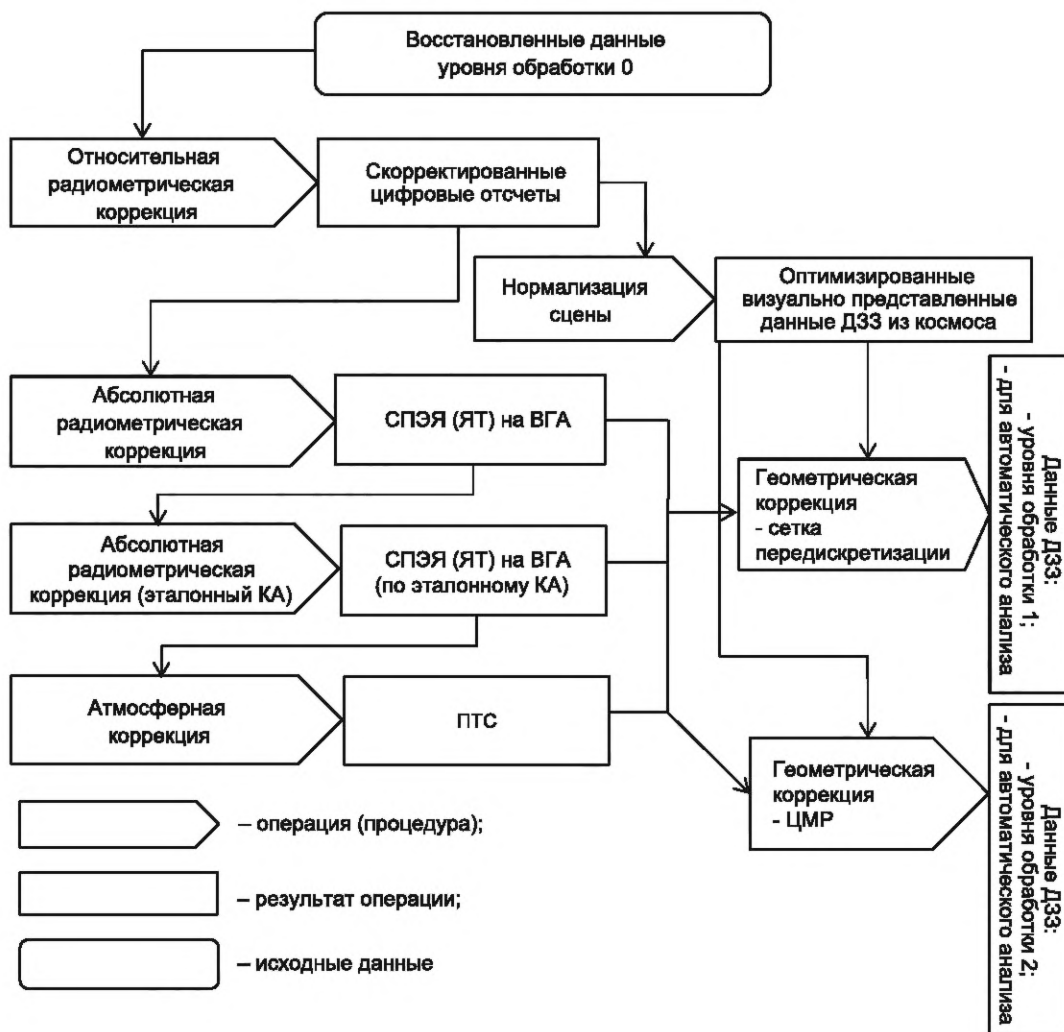 Восстановленные данные
уровня обработки 0
Относительная
радиометрическая
коррекция
Скорректированные
цифровые отсчеты
Нормализация
сцены
Оптимизированные
визуально представленные
данные ДЗЗ из космоса
Абсолютная
радиометрическая
коррекция
СПЭЯ (ЯТ) на ВГА
Геометрическая
коррекция
- сетка
передискретизации
Данные ДЗЗ:
- уровня обработки 1;
- для автоматического анализа
Абсолютная
радиометрическая
коррекция (эталонный КА)
СПЭЯ (ЯТ) на ВГА
(по эталонному КА)
Атмосферная
коррекция
ПТС
Геометрическая
коррекция
- ЦМР
Данные ДЗЗ:
- уровня обработки 2;
- для автоматического анализа
– операция (процедура);
– результат операции;
– исходные данные